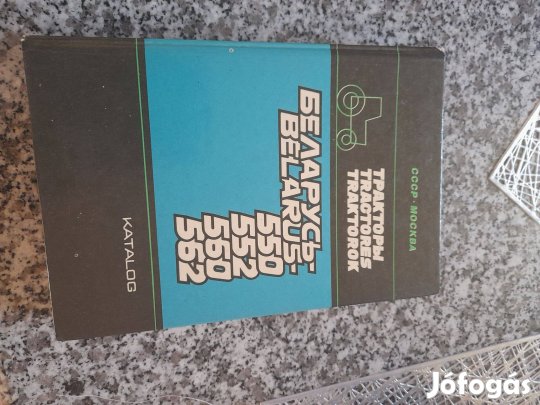 СССР·МОСКВА
ТРАКТОРЫ
TRACTORES
TRAKTOROK
БЕЛАРУСЬ-
BELARUS-
550
552
560
562
KATALOG
Jófogás